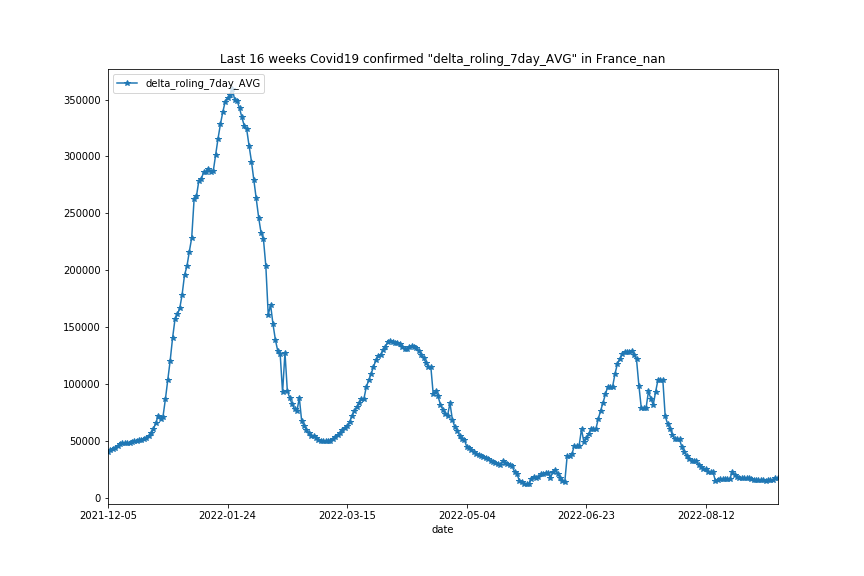 Last 16 weeks Covid19 confirmed "delta_roling_7day_AVG" in France_nan
delta_roling_7day_AVG
350000
300000
250000
200000
150000
100000
50000
0
2021-12-05 2022-01-24 2022-03-15 2022-05-04 2022-06-23 2022-08-12
date